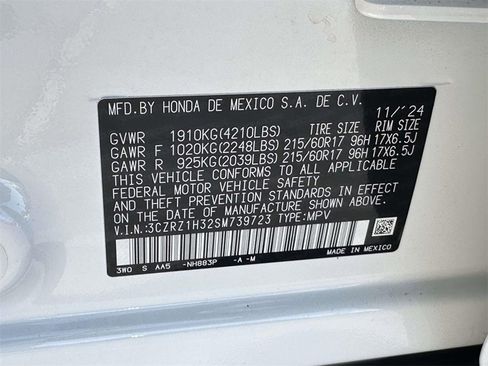 MFD.BY HONDA DE MEXICO S.A. DE C.V. 11/'24
GVWR 1910KG(4210LBS) TIRE SIZE RIM SIZE
GAWR F 1020KG(2248LBS) 215/60R17 96H 17X6.5J
GAWR R 925KG(2039LBS) 215/60R17 96H 17X6.5J
THIS VEHICLE CONFORMS TO ALL APPLICABLE
FEDERAL MOTOR VEHICLE SAFETY
AND THEFT PREVENTION STANDARDS IN EFFECT
ON THE DATE OF MANUFACTURE SHOWN ABOVE.
V.I.N:3CZRZ1H32SM739723 TYPE:MPV
3W0 S AA5 -NH883P -A -M MADE IN MEXICO